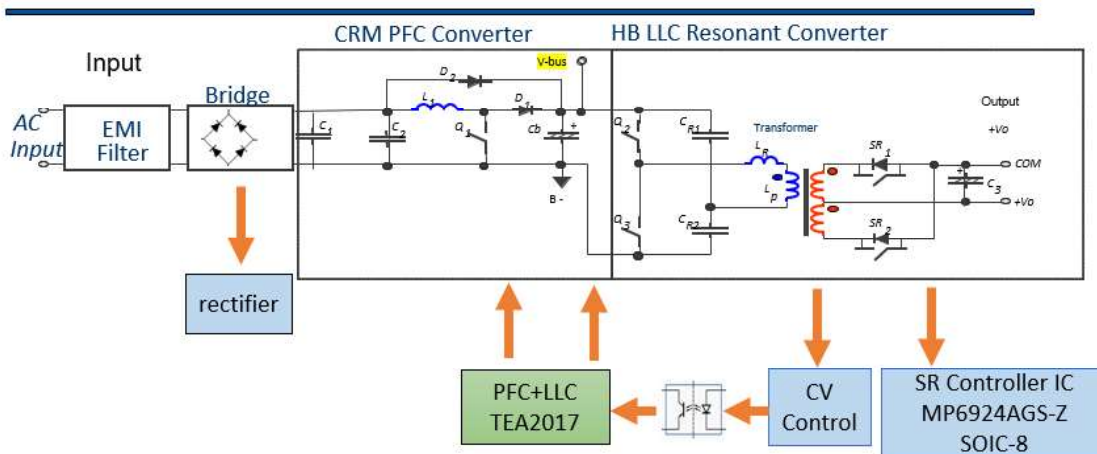 CRM PFC Converter
HB LLC Resonant Converter
Input
V-bus
D2
Bridge
L1
D1
Output
AC
Input
EMI
Filter
C1
C2
Q1
Cb
+
Q2
CR1
Transformer
+Vo
LR
SR1
COM
Lp
+
C3
B -
+Vo
Q3
CR2
SR2
rectifier
PFC+LLC
TEA2017
CV
Control
SR Controller IC
MP6924AGS-Z
SOIC-8